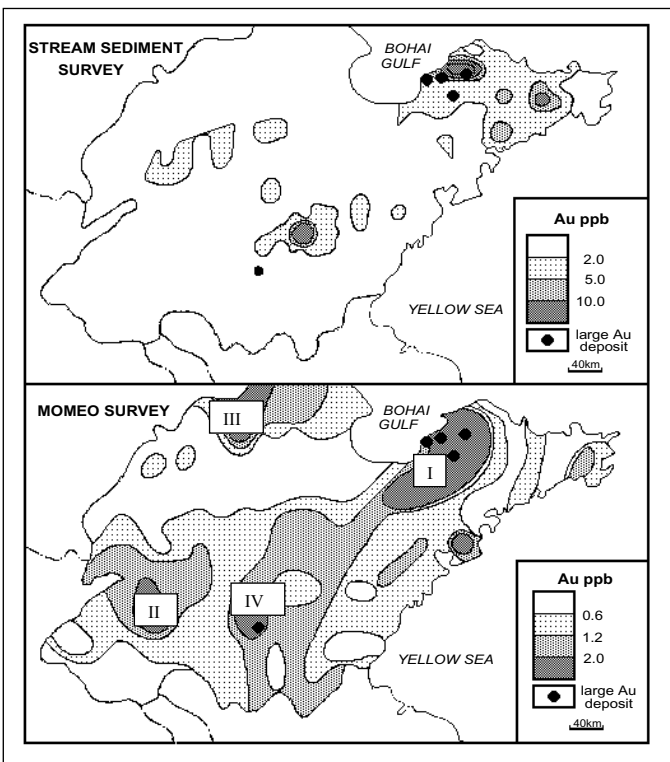 STREAM SEDIMENT
SURVEY
BOHAI
GULF
YELLOW SEA
Au ppb
2.0
5.0
10.0
large Au
deposit
40km
MOMEO SURVEY
BOHAI
GULF
III
I
II
IV
YELLOW SEA
Au ppb
0.6
1.2
2.0
large Au
deposit
40km